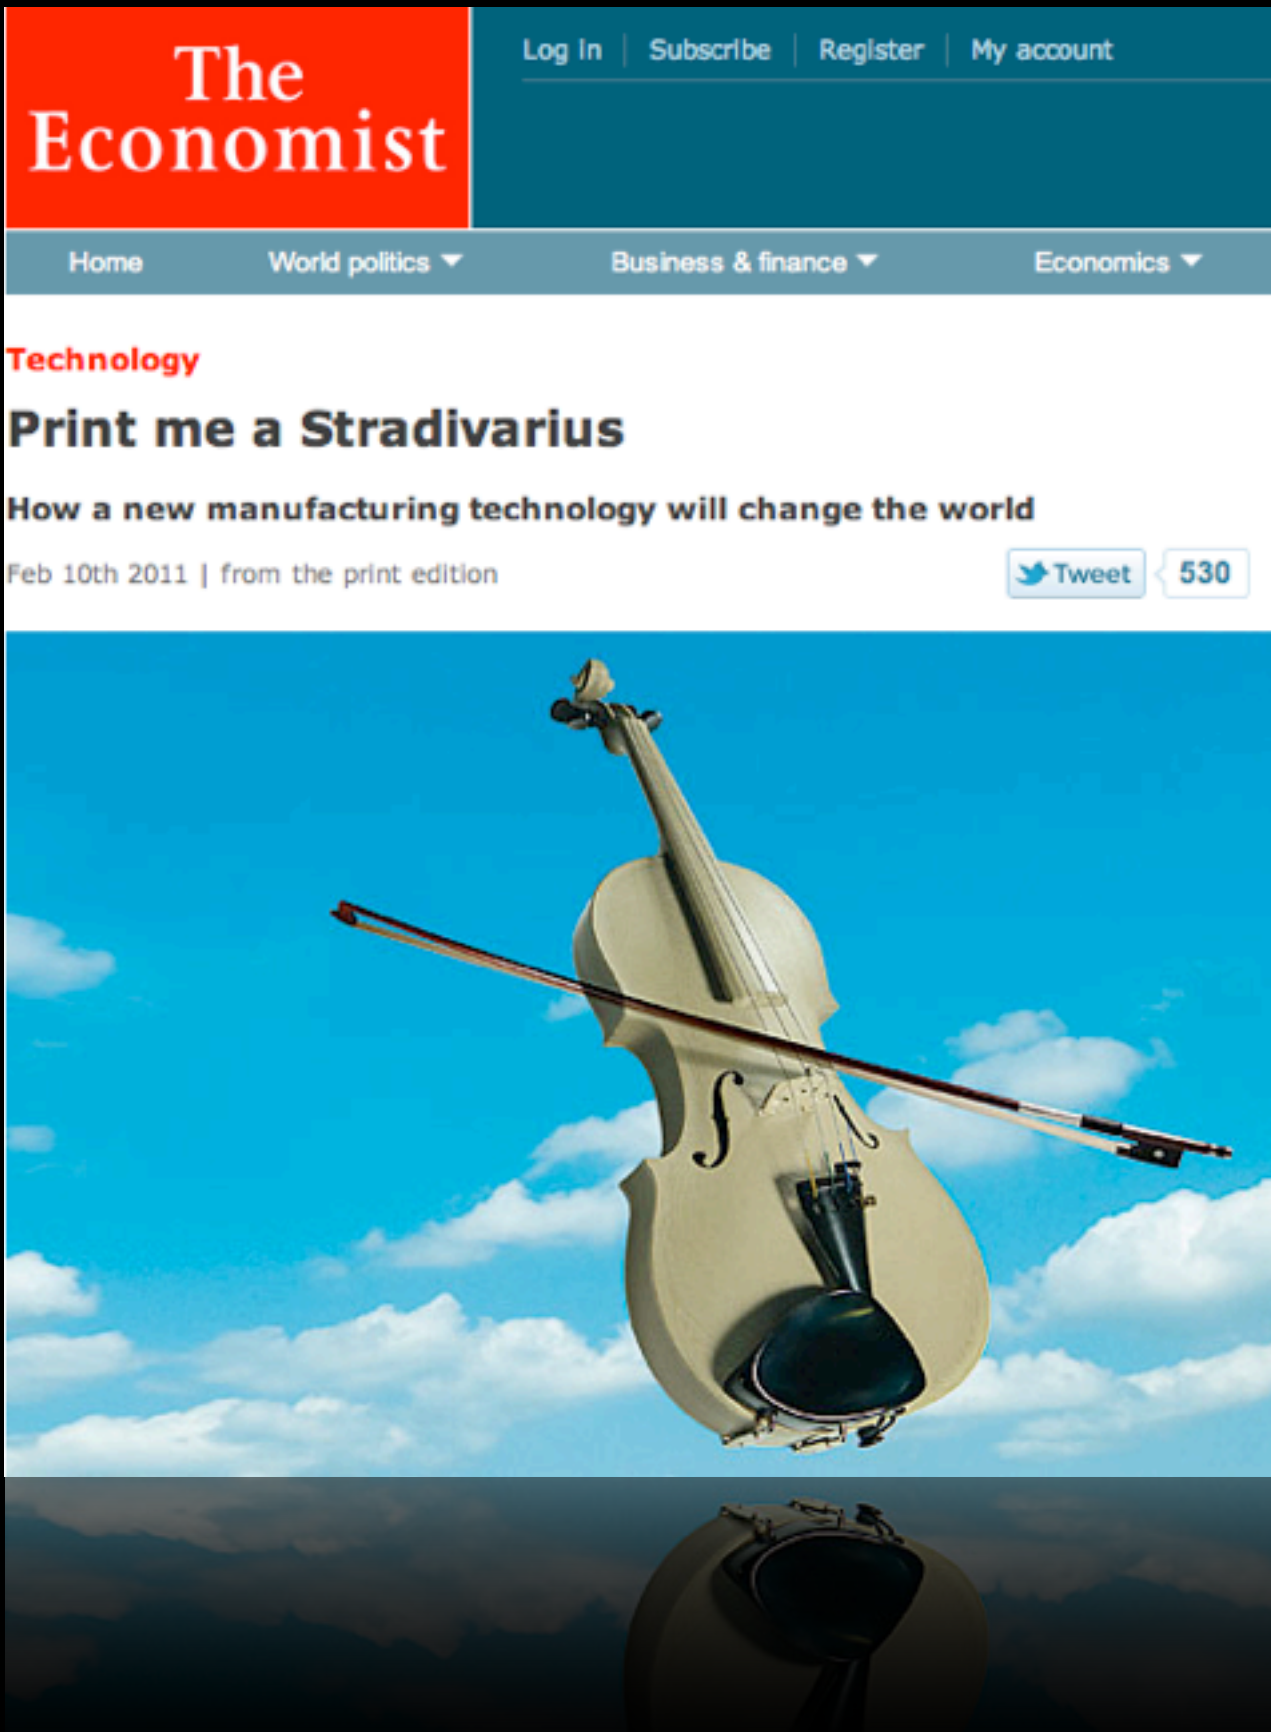 The
Economist
Log in | Subscribe | Register | My account
Home World politics Business & finance Economics
Technology
Print me a Stradivarius
How a new manufacturing technology will change the world
Feb 10th 2011 | from the print edition
Tweet 530